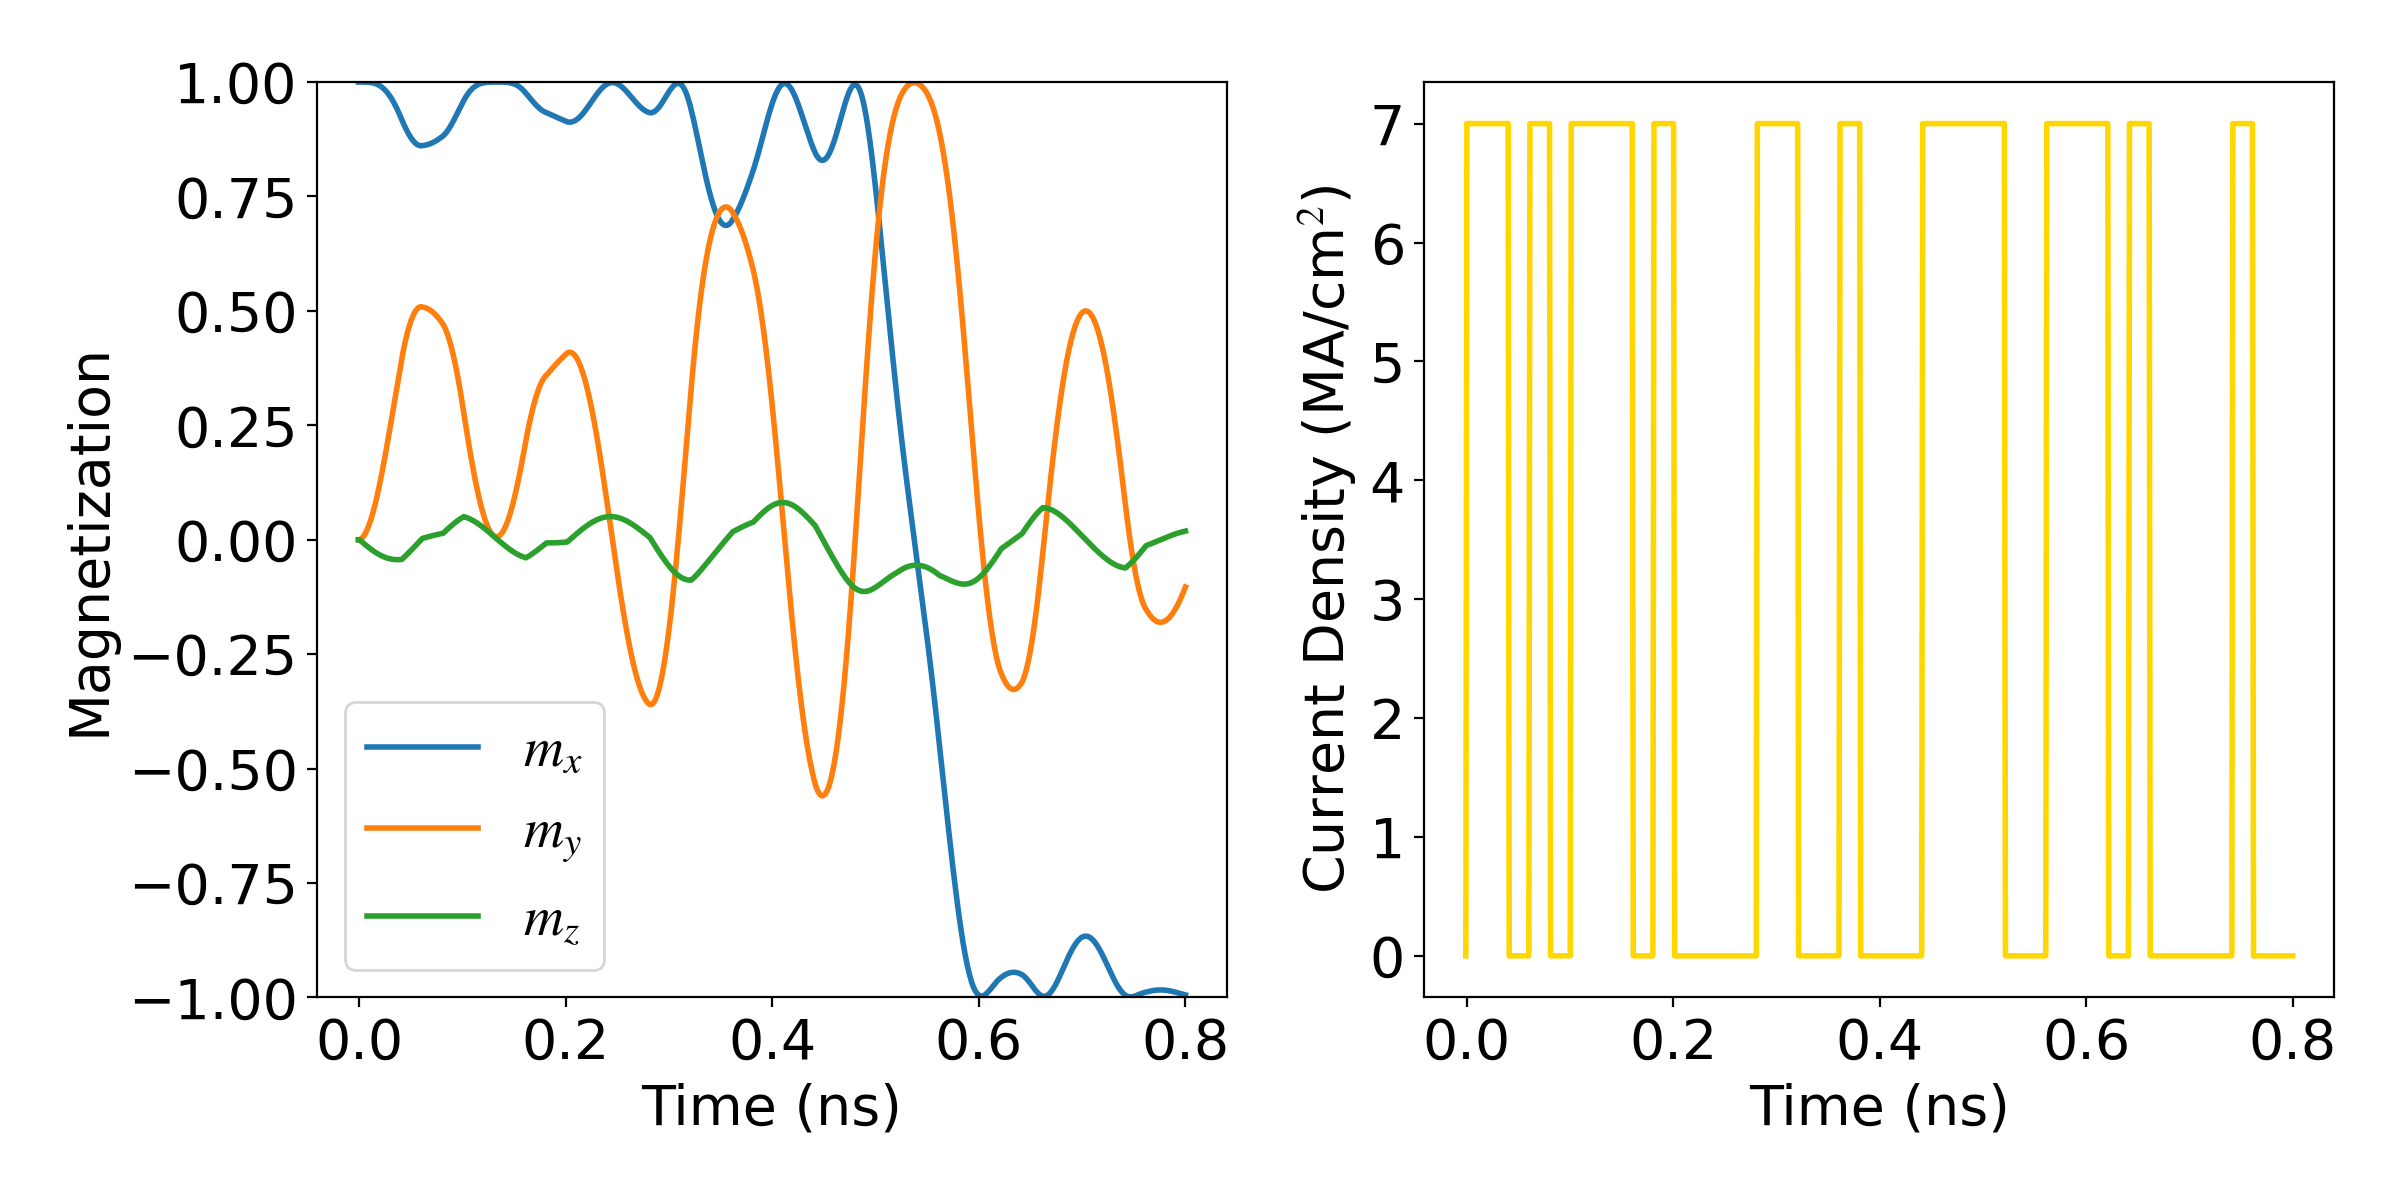 1.00
0.75
0.50
0.25
0.00
−0.25
−0.50
−0.75
−1.00
Magnetization
m_x
m_y
m_z
0.0 0.2 0.4 0.6 0.8
Time (ns)
7
6
5
4
3
2
1
0
Current Density (MA/cm²)
0.0 0.2 0.4 0.6 0.8
Time (ns)